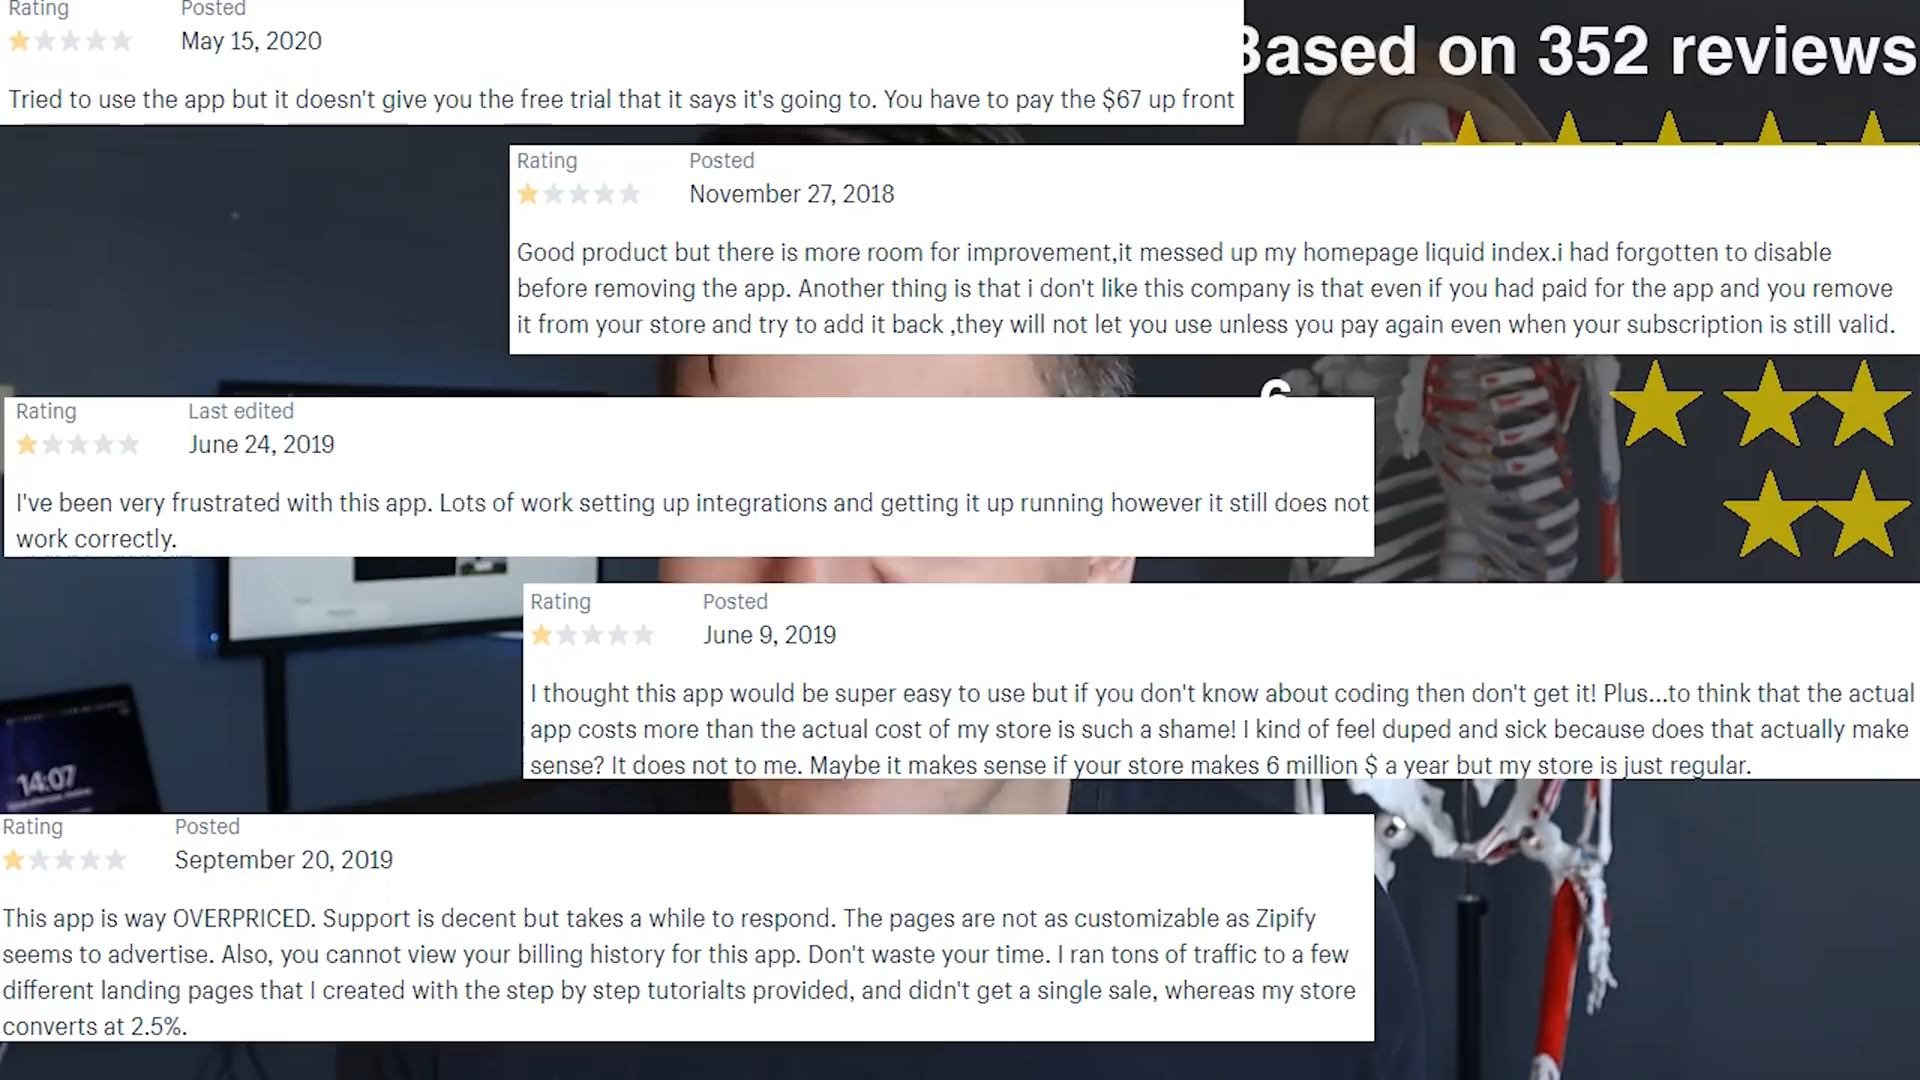 Rating Posted
May 15, 2020
Based on 352 reviews
Tried to use the app but it doesn't give you the free trial that it says it's going to. You have to pay the $67 up front
Rating Posted
November 27, 2018
Good product but there is more room for improvement,it messed up my homepage liquid index.i had forgotten to disable
before removing the app. Another thing is that i don't like this company is that even if you had paid for the app and you remove
it from your store and try to add it back ,they will not let you use unless you pay again even when your subscription is still valid.
Rating Last edited
June 24, 2019
I've been very frustrated with this app. Lots of work setting up integrations and getting it up running however it still does not
work correctly.
Rating Posted
June 9, 2019
I thought this app would be super easy to use but if you don't know about coding then don't get it! Plus...to think that the actual
app costs more than the actual cost of my store is such a shame! I kind of feel duped and sick because does that actually make
sense? It does not to me. Maybe it makes sense if your store makes 6 million $ a year but my store is just regular.
14:07
Rating Posted
September 20, 2019
This app is way OVERPRICED. Support is decent but takes a while to respond. The pages are not as customizable as Zipify
seems to advertise. Also, you cannot view your billing history for this app. Don't waste your time. I ran tons of traffic to a few
different landing pages that I created with the step by step tutorialts provided, and didn't get a single sale, whereas my store
converts at 2.5%.